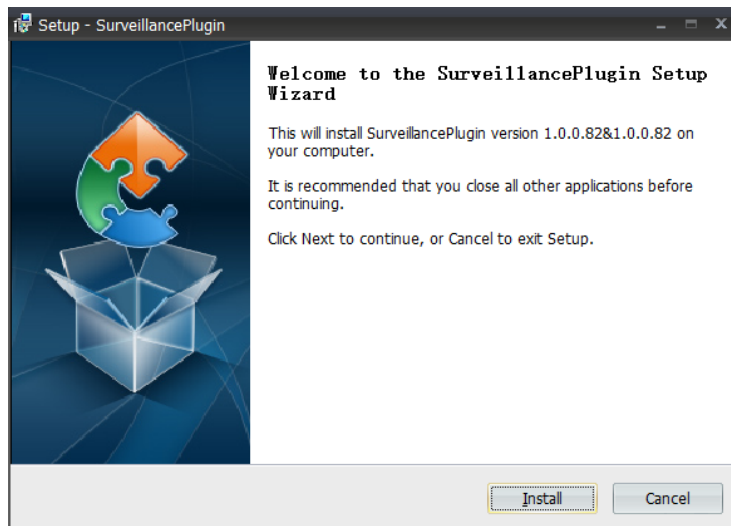 Setup - SurveillancePlugin
Welcome to the SurveillancePlugin Setup
Wizard
This will install SurveillancePlugin version 1.0.0.82&1.0.0.82 on
your computer.
It is recommended that you close all other applications before
continuing.
Click Next to continue, or Cancel to exit Setup.
Install
Cancel